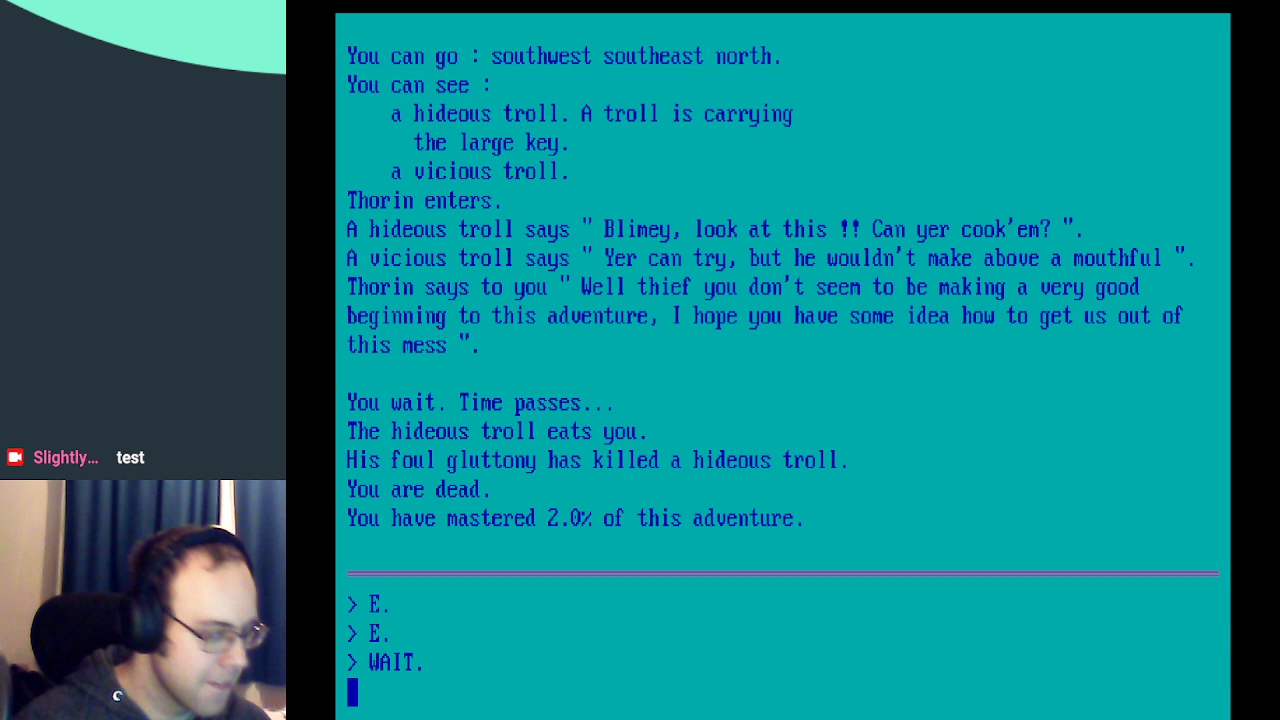 You can go : southwest southeast north.
You can see :
a hideous troll. A troll is carrying
the large key.
a vicious troll.
Thorin enters.
A hideous troll says " Blimey, look at this !! Can yer cook'em? ".
A vicious troll says " Yer can try, but he wouldn't make above a mouthful ".
Thorin says to you " Well thief you don't seem to be making a very good
beginning to this adventure, I hope you have some idea how to get us out of
this mess ".
You wait. Time passes...
The hideous troll eats you.
His foul gluttony has killed a hideous troll.
You are dead.
You have mastered 2.0% of this adventure.
> E.
> E.
> WAIT.
Slightly... test